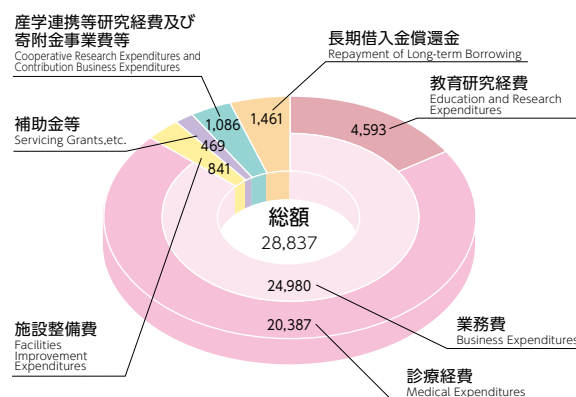 産学連携等研究経費及び
寄附金事業費等
Cooperative Research Expenditures and
Contribution Business Expenditures
長期借入金償還金
Repayment of Long-term Borrowing
教育研究経費
Education and Research
Expenditures
補助金等
Servicing Grants,etc.
1,086
1,461
4,593
469
841
総額
28,837
24,980
20,387
施設整備費
Facilities
Improvement
Expenditures
業務費
Business Expenditures
診療経費
Medical Expenditures